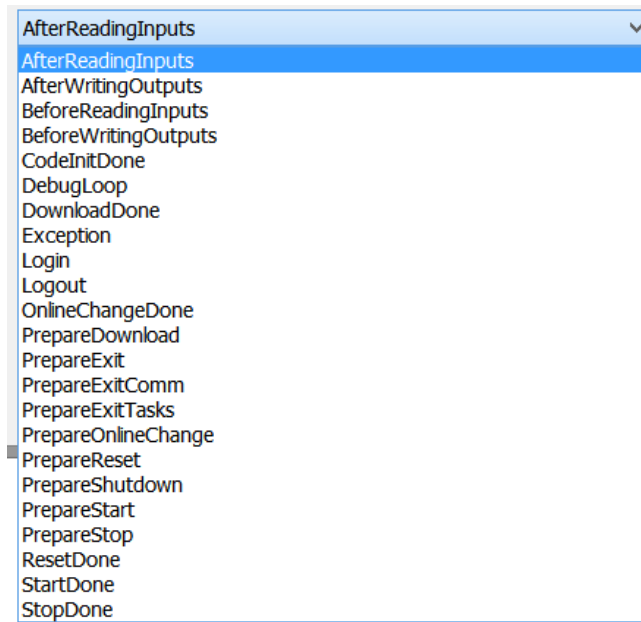 AfterReadingInputs
AfterReadingInputs
AfterWritingOutputs
BeforeReadingInputs
BeforeWritingOutputs
CodeInitDone
DebugLoop
DownloadDone
Exception
Login
Logout
OnlineChangeDone
PrepareDownload
PrepareExit
PrepareExitComm
PrepareExitTasks
PrepareOnlineChange
PrepareReset
PrepareShutdown
PrepareStart
PrepareStop
ResetDone
StartDone
StopDone